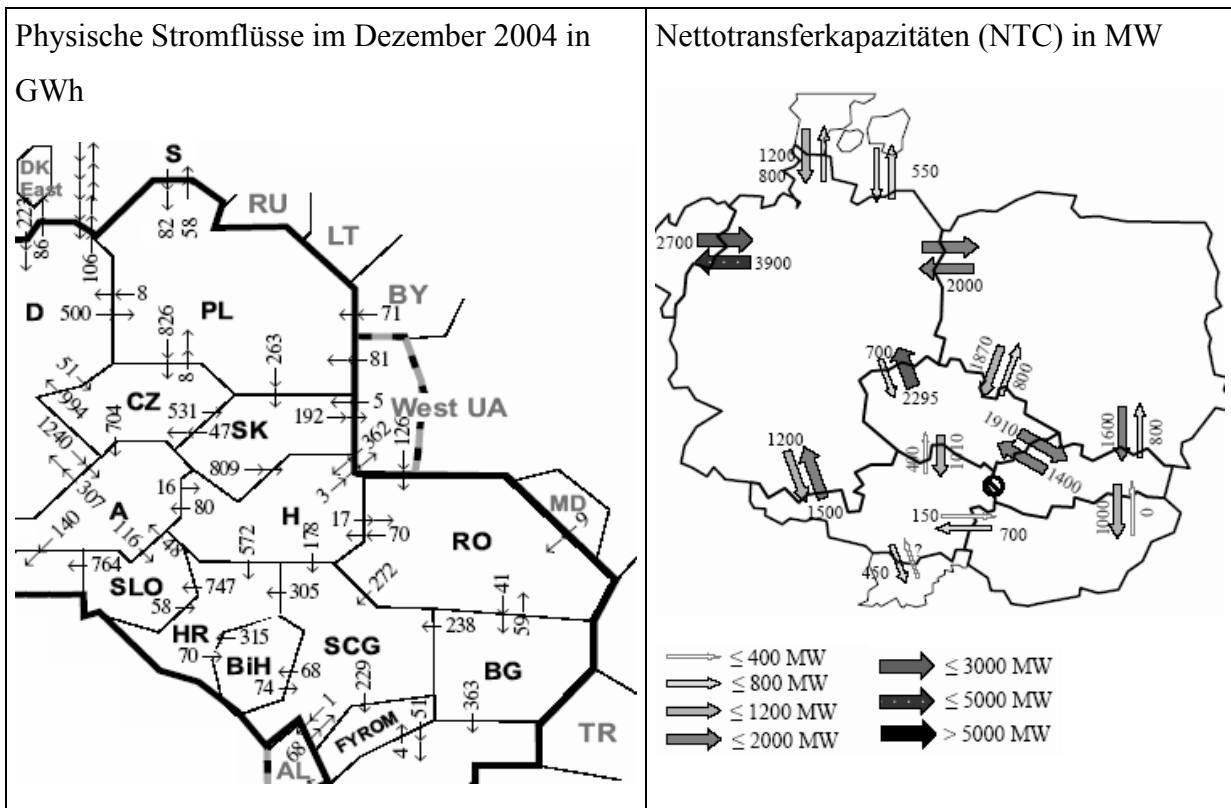 Physische Stromflüsse im Dezember 2004 in
GWh
DK
East
S
RU
LT
BY
222
86
106
82
58
D
500
8
PL
826
8
263
71
81
51
994
CZ
704
531
47
SK
192
5
West UA
126
362
1240
307
809
3
A
16
80
H
17
70
RO
MD
9
140
116
48
572
178
764
SLO
747
58
305
272
41
59
HR
315
70
BiH
68
74
SCG
238
BG
229
363
1
68
FYROM
51
4
AL
TR
Nettotransferkapazitäten (NTC) in MW
1200
800
550
2700
3900
2000
700
2295
1870
800
1200
1500
400
1010
1910
1400
1600
800
150
700
1000
0
450
?
≤ 400 MW
≤ 800 MW
≤ 1200 MW
≤ 2000 MW
≤ 3000 MW
≤ 5000 MW
> 5000 MW